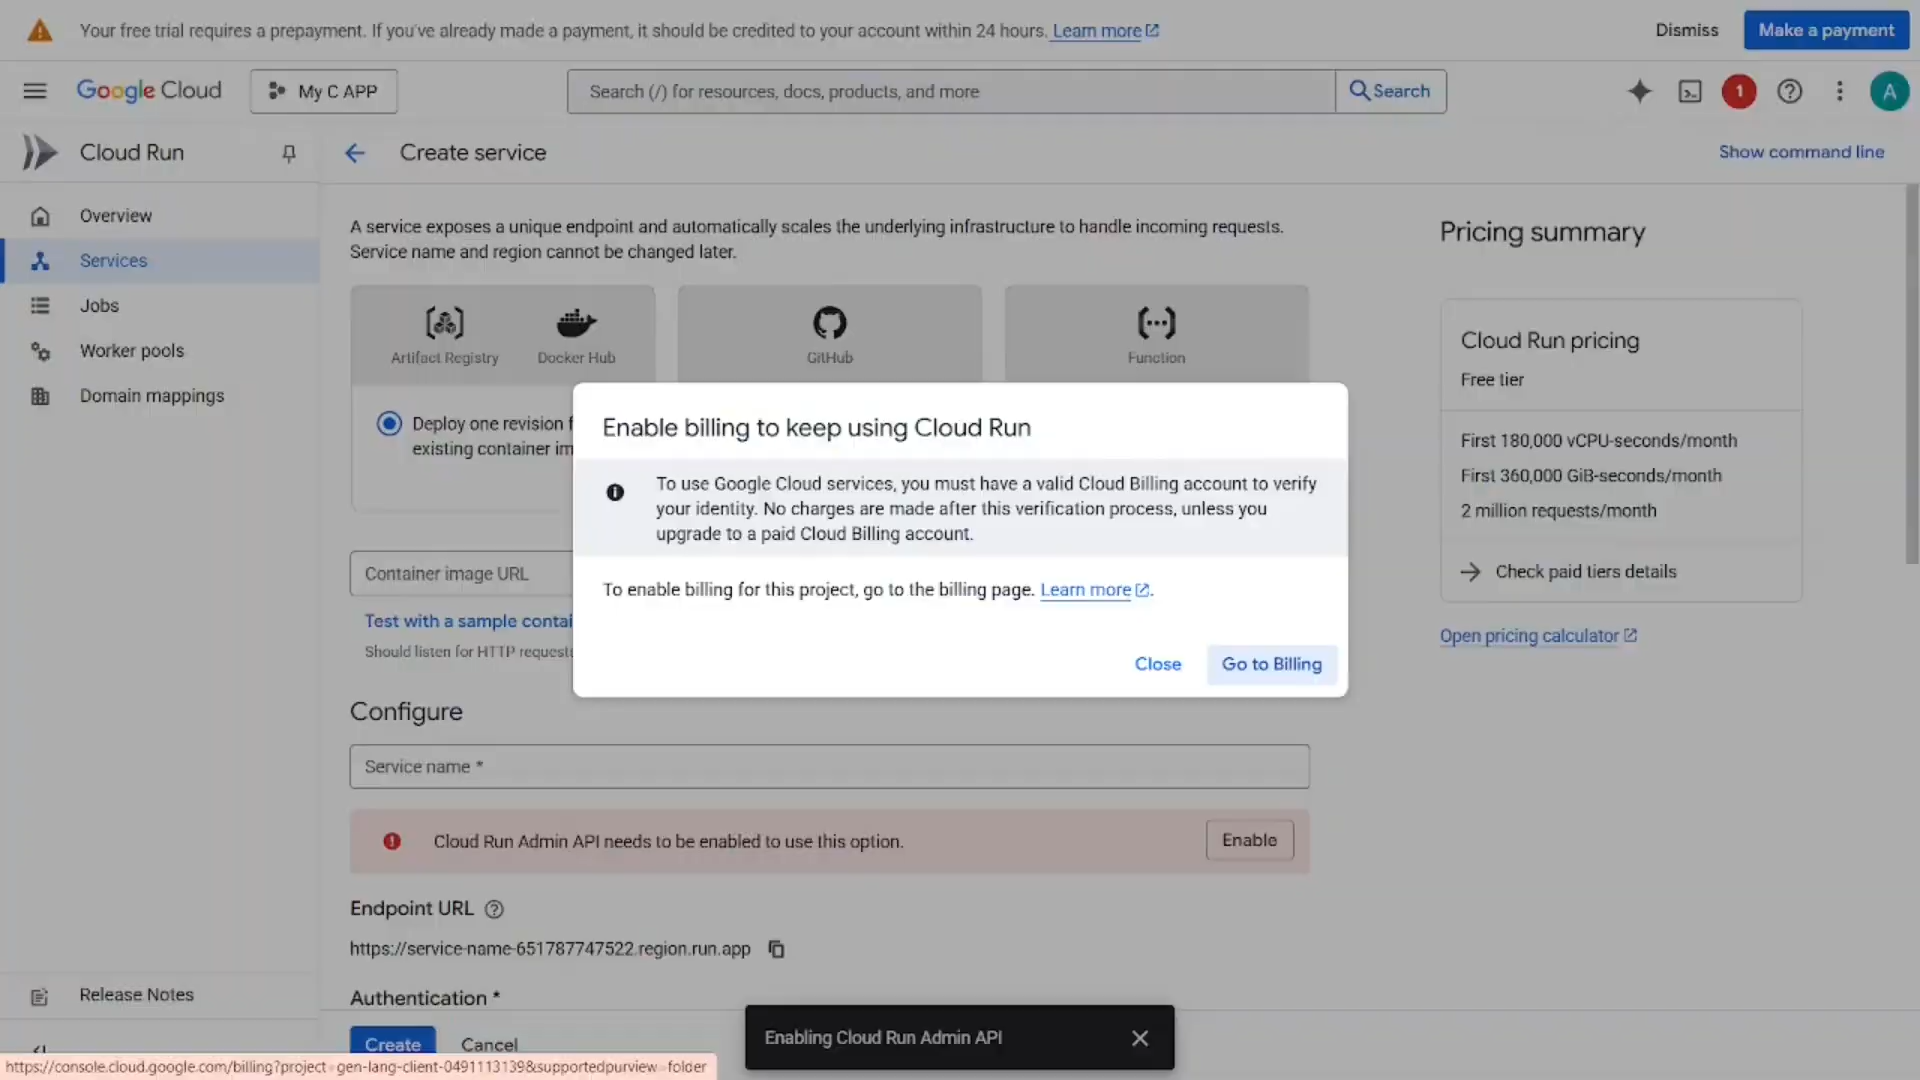 Your free trial requires a prepayment. If you've already made a payment, it should be credited to your account within 24 hours. Learn more
Dismiss
Make a payment
Google Cloud
My C APP
Search (/) for resources, docs, products, and more
Search
1
A
Cloud Run
Create service
Show command line
Overview
Services
Jobs
Worker pools
Domain mappings
Release Notes
A service exposes a unique endpoint and automatically scales the underlying infrastructure to handle incoming requests.
Service name and region cannot be changed later.
Artifact Registry
Docker Hub
GitHub
Function
Deploy one revision f
existing container im
Container image URL
Test with a sample contai
Should listen for HTTP requests
Enable billing to keep using Cloud Run
To use Google Cloud services, you must have a valid Cloud Billing account to verify
your identity. No charges are made after this verification process, unless you
upgrade to a paid Cloud Billing account.
To enable billing for this project, go to the billing page. Learn more.
Close
Go to Billing
Configure
Service name *
Cloud Run Admin API needs to be enabled to use this option.
Enable
Endpoint URL
https://service-name-651787747522.region.run.app
Authentication *
Create
Cancel
Enabling Cloud Run Admin API
Pricing summary
Cloud Run pricing
Free tier
First 180,000 vCPU-seconds/month
First 360,000 GiB-seconds/month
2 million requests/month
Check paid tiers details
Open pricing calculator
https://console.cloud.google.com/billing?project=gen-lang-client-0491113139&supportedpurview=folder